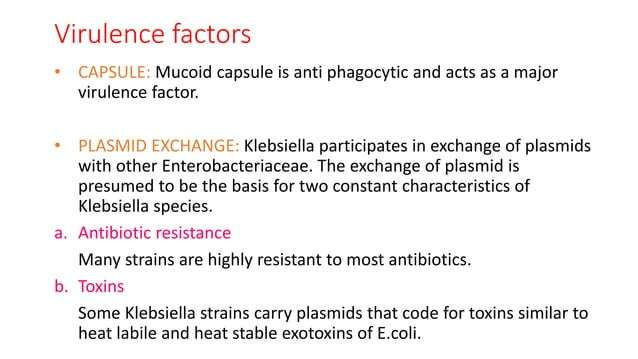 Virulence factors
• CAPSULE: Mucoid capsule is anti phagocytic and acts as a major
virulence factor.
• PLASMID EXCHANGE: Klebsiella participates in exchange of plasmids
with other Enterobacteriaceae. The exchange of plasmid is
presumed to be the basis for two constant characteristics of
Klebsiella species.
a. Antibiotic resistance
Many strains are highly resistant to most antibiotics.
b. Toxins
Some Klebsiella strains carry plasmids that code for toxins similar to
heat labile and heat stable exotoxins of E.coli.